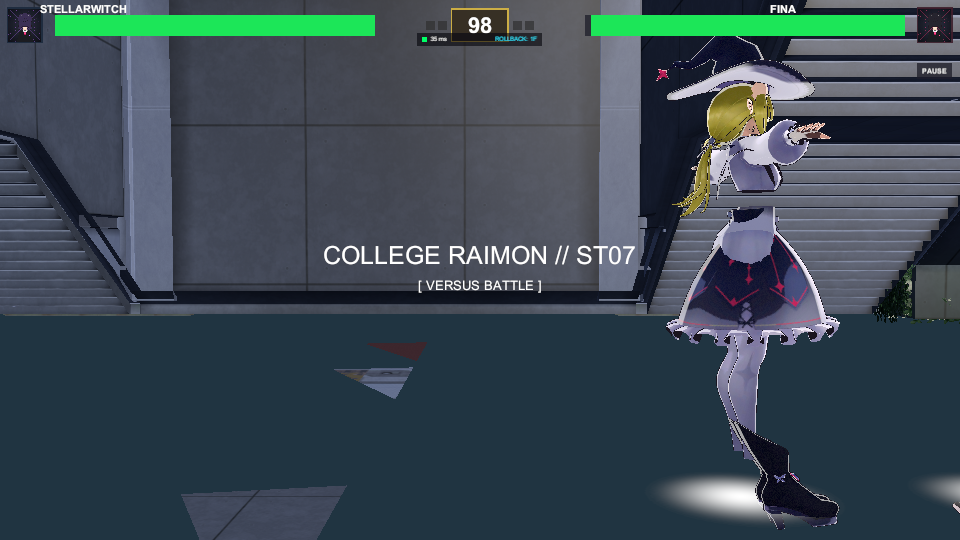 STELLARWITCH
98
FINA
35 ms
ROLLBACK: 1F
PAUSE
COLLEGE RAIMON // ST07
[ VERSUS BATTLE ]